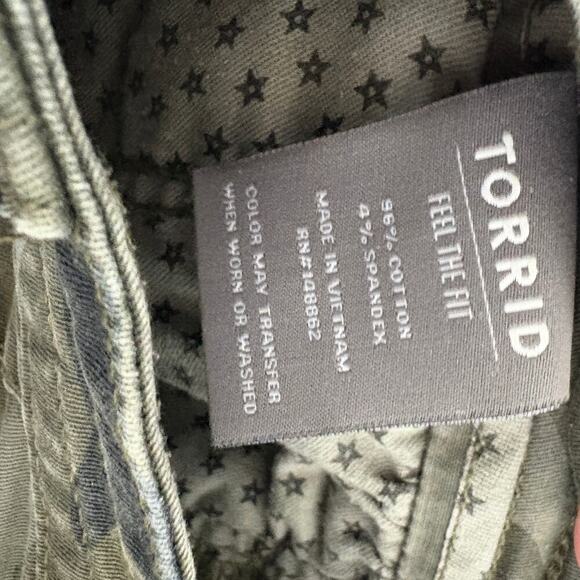 TORRID
FEEL THE FIT
96% COTTON
4% SPANDEX
MADE IN VIETNAM
RN#148862
COLOR MAY TRANSFER
WHEN WORN OR WASHED